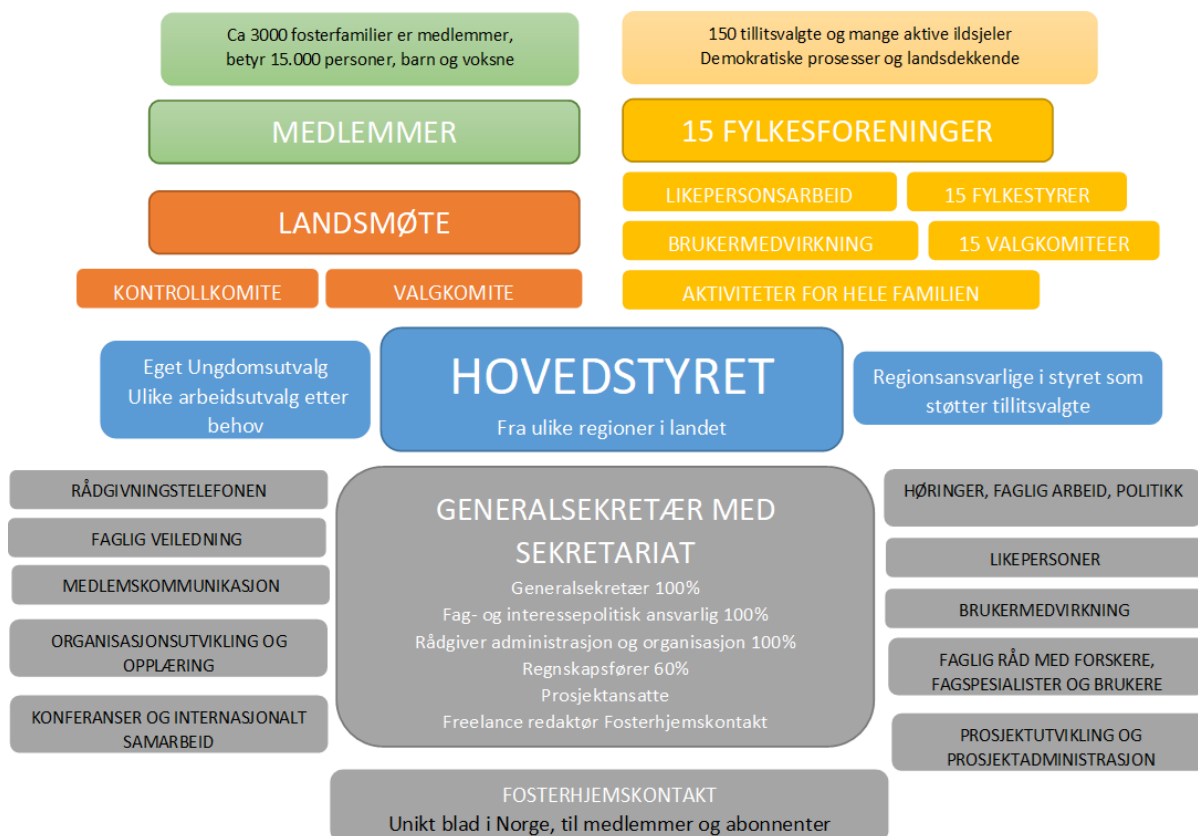 Ca 3000 fosterfamilier er medlemmer,
betyr 15.000 personer, barn og voksne
150 tillitsvalgte og mange aktive ildsjeler
Demokratiske prosesser og landsdekkende
MEDLEMMER
15 FYLKESFORENINGER
LANDSMØTE
LIKEPERSONSARBEID
15 FYLKESTYRER
BRUKERMEDVIRKNING
15 VALGKOMITEER
KONTROLLKOMITE
VALGKOMITE
AKTIVITETER FOR HELE FAMILIEN
Eget Ungdomsutvalg
Ulike arbeidsutvalg etter
behov
HOVEDSTYRET
Fra ulike regioner i landet
Regionsansvarlige i styret som
støtter tillitsvalgte
RÅDGIVNINGSTELEFONEN
FAGLIG VEILEDNING
MEDLEMSKOMMUNIKASJON
ORGANISASJONSUTVIKLING OG
OPPLÆRING
KONFERANSER OG INTERNASJONALT
SAMARBEID
GENERALSEKRETÆR MED
SEKRETARIAT
Generalsekretær 100%
Fag- og interessepolitisk ansvarlig 100%
Rådgiver administrasjon og organisasjon 100%
Regnskapsfører 60%
Prosjektansatte
Freelance redaktør Fosterhjemskontakt
HØRINGER, FAGLIG ARBEID, POLITIKK
LIKEPERSONER
BRUKERMEDVIRKNING
FAGLIG RÅD MED FORSKERE,
FAGSPESIALISTER OG BRUKERE
PROSJEKTUTVIKLING OG
PROSJEKTADMINISTRASJON
FOSTERHJEMSKONTAKT
Unikt blad i Norge, til medlemmer og abonnenter